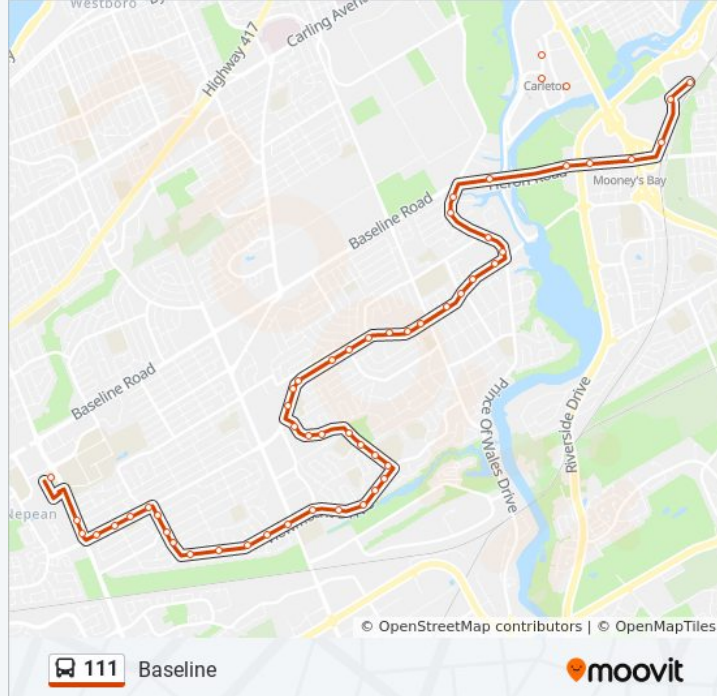 Westboro
Carling Avenue
Highway 417
Carleton
Mooney's Bay
Heron Road
Baseline Road
Baseline Road
Prince Of Wales Drive
Riverside Drive
Nepean
© OpenStreetMap contributors | © OpenMapTiles
111 Baseline
moovit